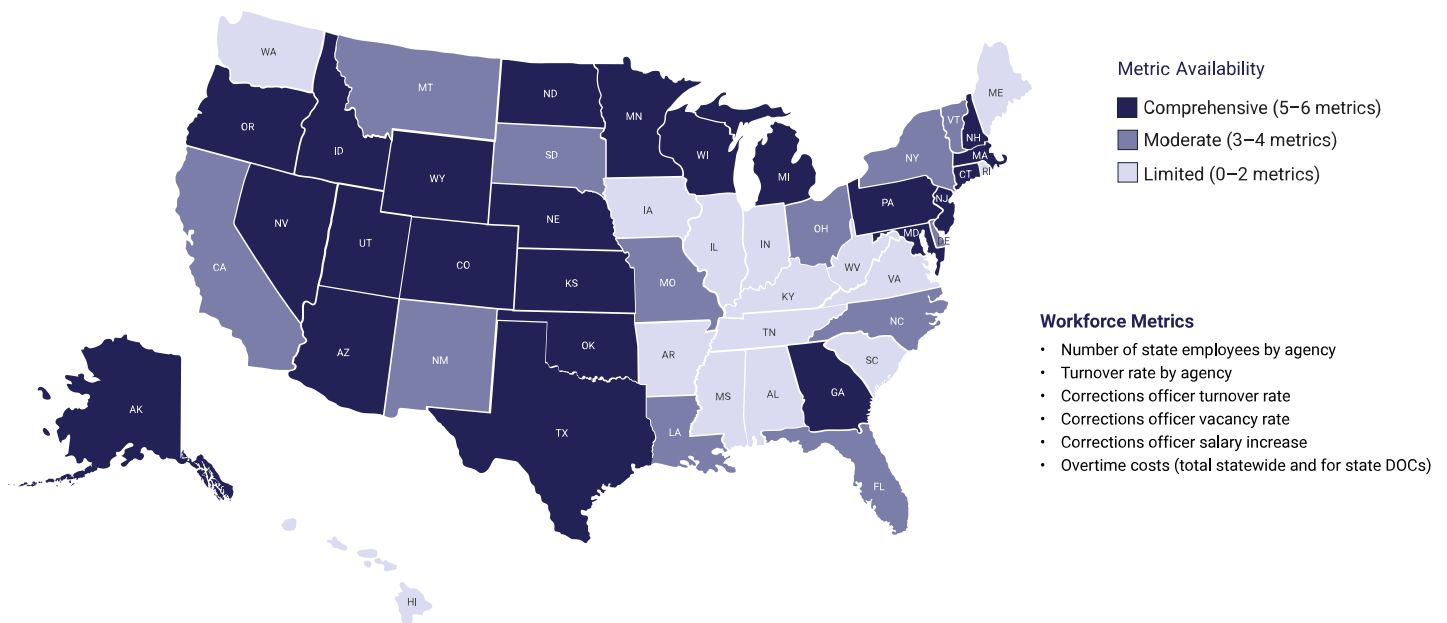 WA
MT
ND
MN
ME
Metric Availability
Comprehensive (5–6 metrics)
Moderate (3–4 metrics)
Limited (0–2 metrics)
OR
ID
SD
WI
MI
NY
VT
NH
MA
CT
RI
WY
IA
PA
NJ
NV
UT
CO
NE
IL
IN
OH
MD
DE
CA
KS
MO
KY
WV
VA
AZ
NM
OK
AR
TN
NC
SC
AK
TX
LA
MS
AL
GA
FL
HI
Workforce Metrics
• Number of state employees by agency
• Turnover rate by agency
• Corrections officer turnover rate
• Corrections officer vacancy rate
• Corrections officer salary increase
• Overtime costs (total statewide and for state DOCs)